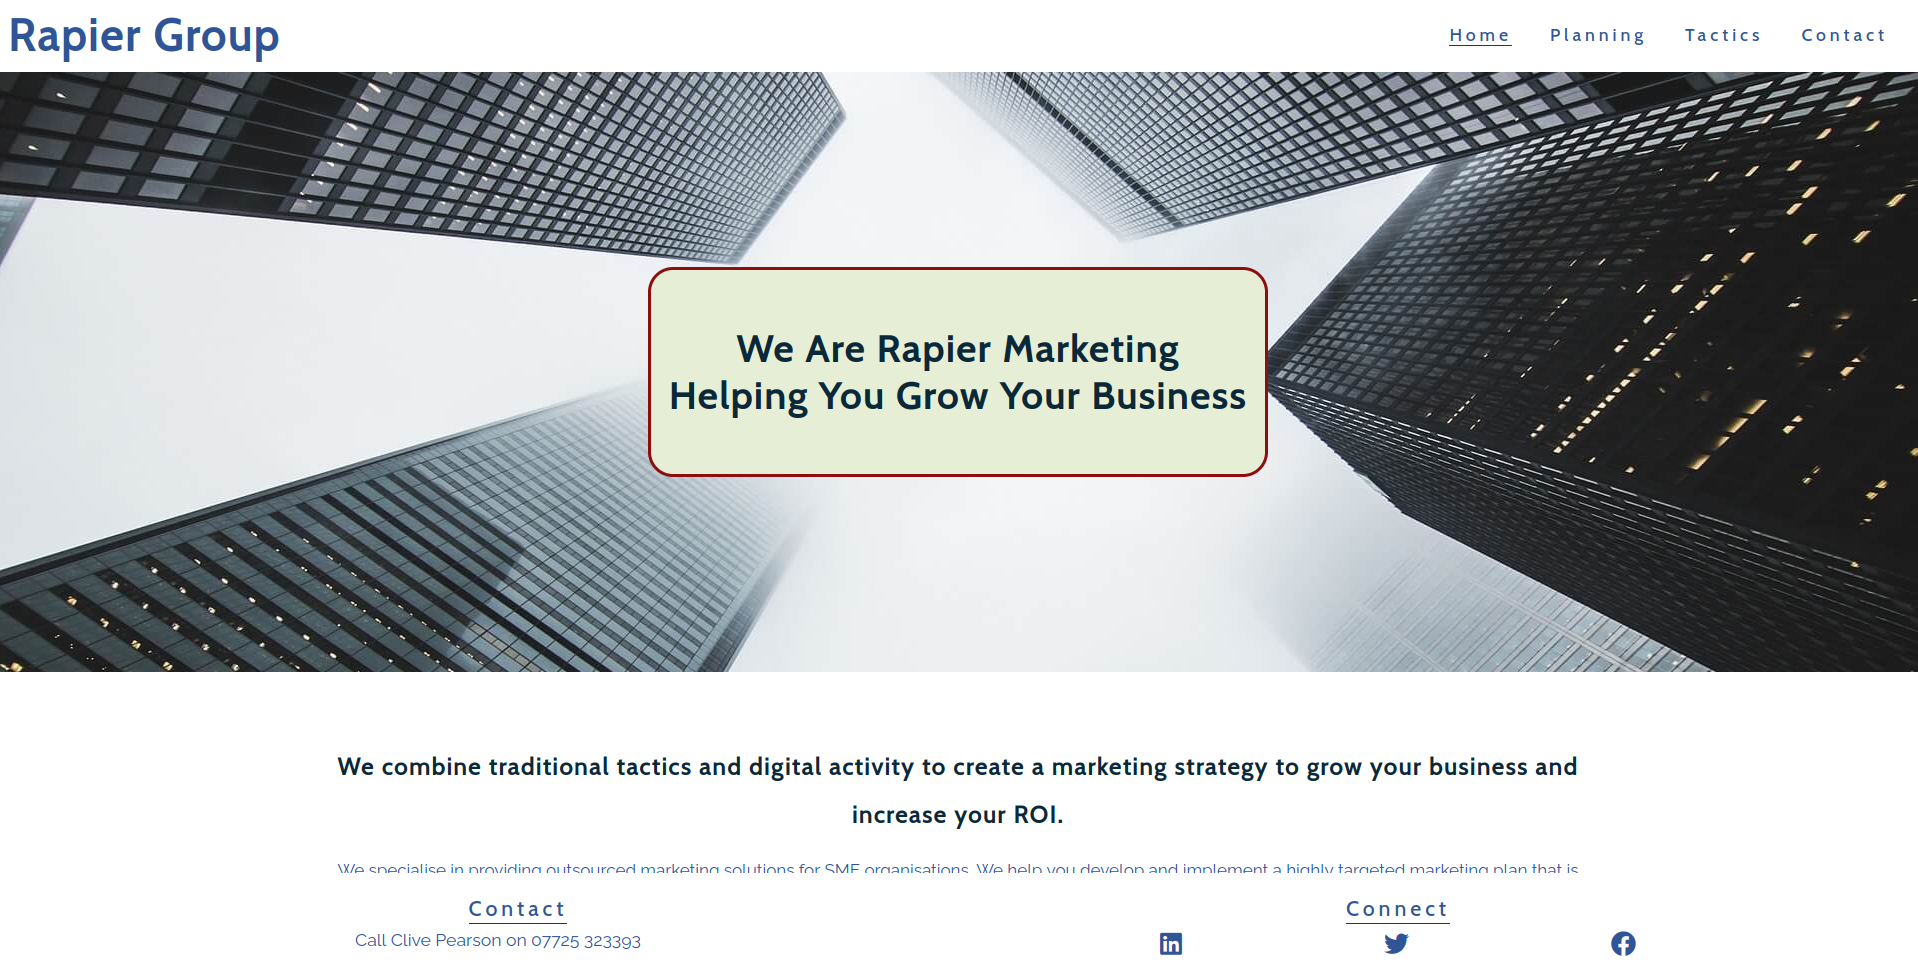 Rapier Group
Home Planning Tactics Contact
We Are Rapier Marketing
Helping You Grow Your Business
We combine traditional tactics and digital activity to create a marketing strategy to grow your business and
increase your ROI.
We specialise in providing outsourced marketing solutions for SME organisations. We help you develop and implement a highly targeted marketing plan that is
Contact
Call Clive Pearson on 07725 323393
Connect